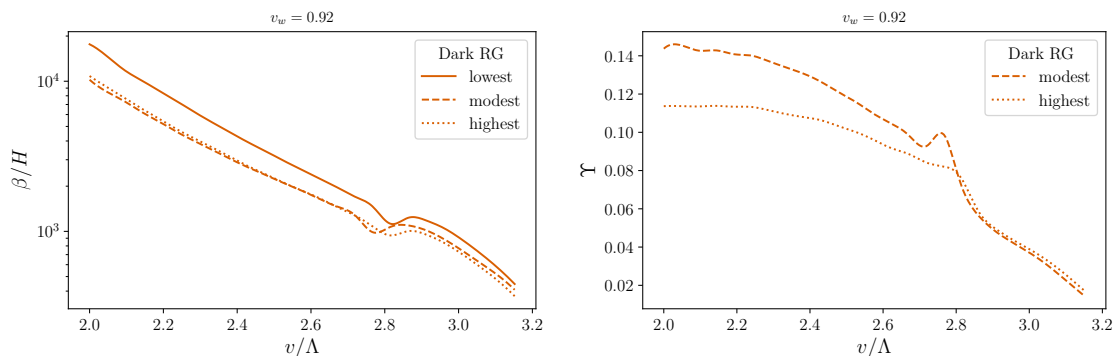 v_w = 0.92
Dark RG
lowest
modest
highest
10^4
10^3
β/H
2.0 2.2 2.4 2.6 2.8 3.0 3.2
v/Λ
v_w = 0.92
Dark RG
modest
highest
0.14
0.12
0.10
0.08
0.06
0.04
0.02
ϒ
2.0 2.2 2.4 2.6 2.8 3.0 3.2
v/Λ